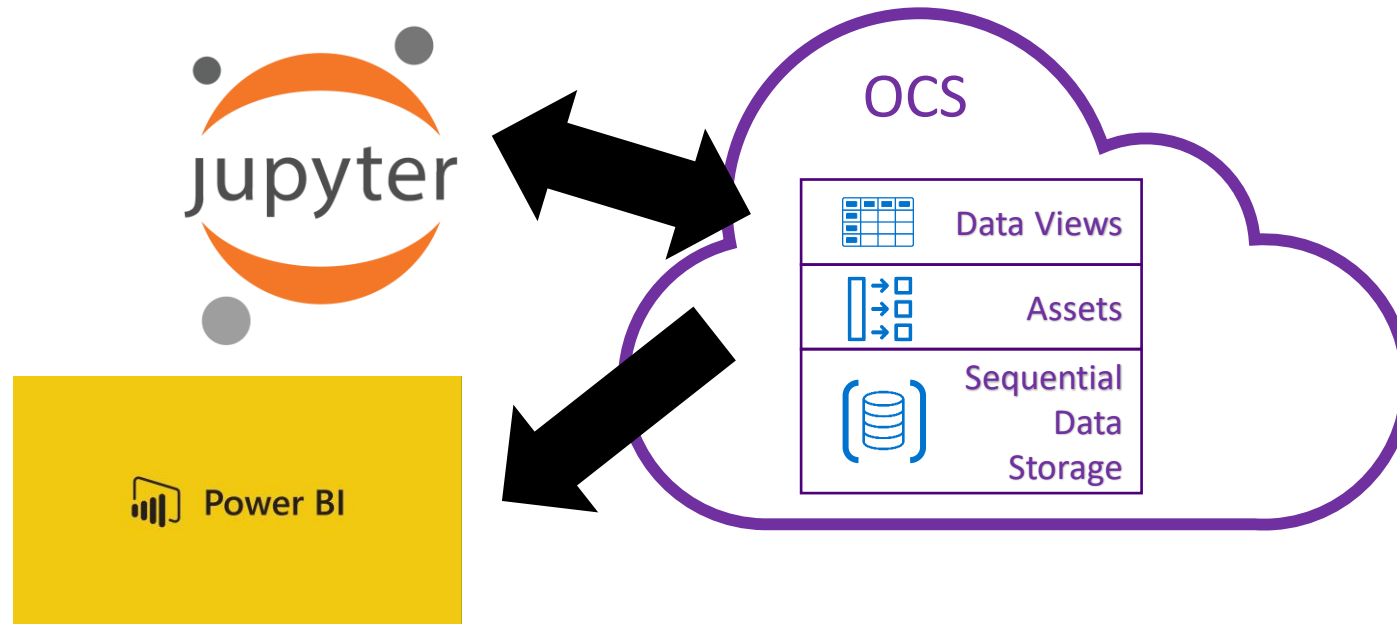 jupyter
OCS
Data Views
Assets
Sequential
Data
Storage
Power BI